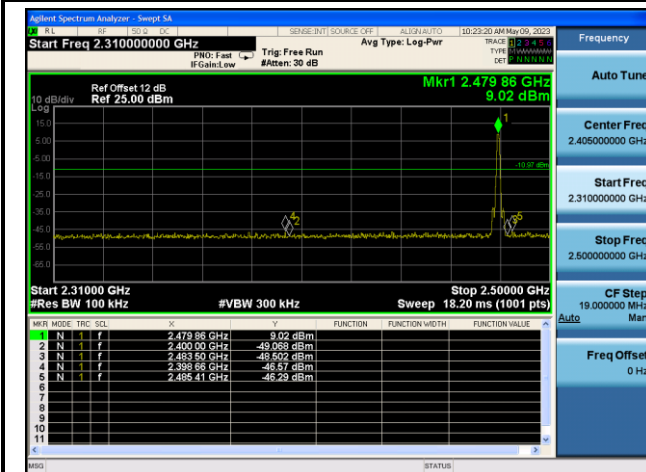 Agilent Spectrum Analyzer - Swept SA
RL RF 50 Ω DC SENSE:INT SOURCE OFF ALIGN AUTO 10:23:20 AM May 09, 2023
Start Freq 2.310000000 GHz
PNO: Fast
IFGain:Low
Trig: Free Run
#Atten: 30 dB
Avg Type: Log-Pwr
TRACE 1 2 3 4 5 6
TYPE M
DET P N N N N N
Ref Offset 12 dB
10 dB/div Ref 25.00 dBm
Log
Mkr1 2.479 86 GHz
9.02 dBm
15.0
5.00
-5.00
-15.0
-25.0
-35.0
-45.0
-55.0
-65.0
-10.97 dBm
1
4
2
3
5
Start 2.31000 GHz Stop 2.50000 GHz
#Res BW 100 kHz #VBW 300 kHz Sweep 18.20 ms (1001 pts)
MKR MODE TRC SCL X Y FUNCTION FUNCTION WIDTH FUNCTION VALUE
1 N 1 f 2.479 86 GHz 9.02 dBm
2 N 1 f 2.400 00 GHz -49.068 dBm
3 N 1 f 2.483 50 GHz -48.502 dBm
4 N 1 f 2.398 66 GHz -46.57 dBm
5 N 1 f 2.485 41 GHz -46.29 dBm
6
7
8
9
10
11
MSG STATUS
Frequency
Auto Tune
Center Freq
2.405000000 GHz
Start Freq
2.310000000 GHz
Stop Freq
2.500000000 GHz
CF Step
19.000000 MHz
Auto Man
Freq Offset
0 Hz